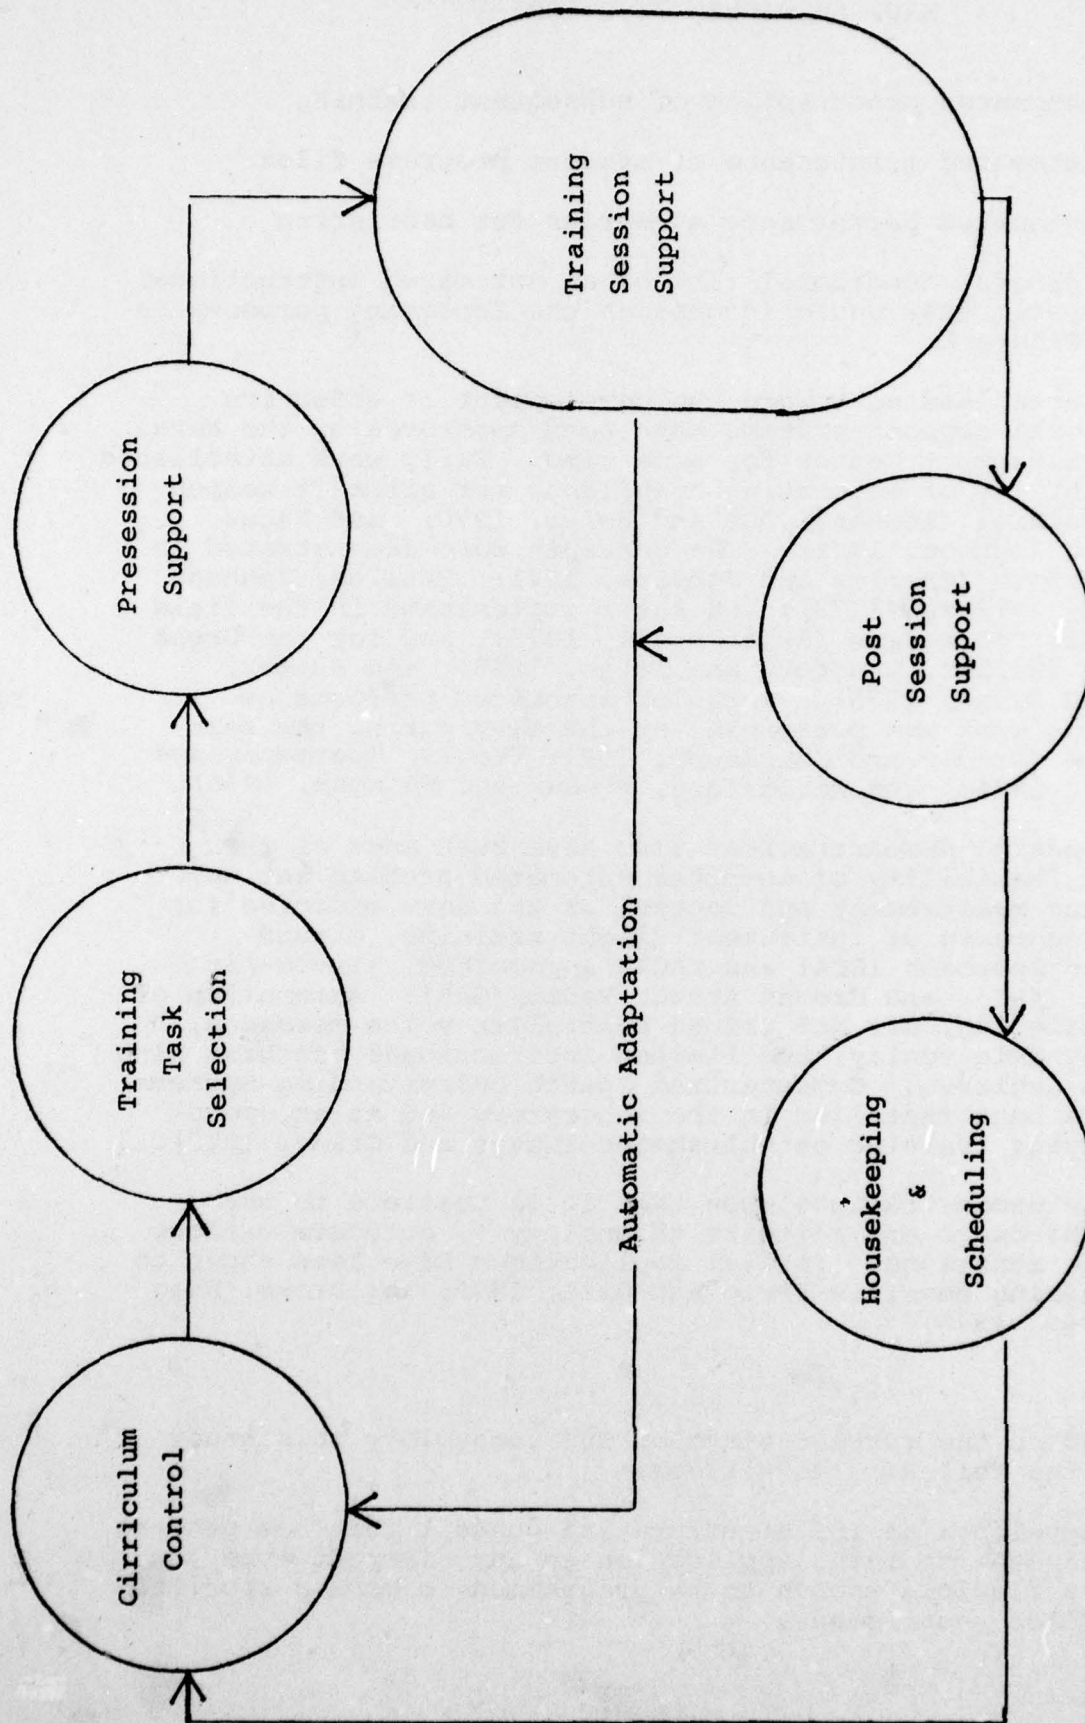 Cirriculum
Control
Training
Task
Selection
Presession
Support
Training
Session
Support
Automatic Adaptation
Post
Session
Support
Housekeeping
&
Scheduling